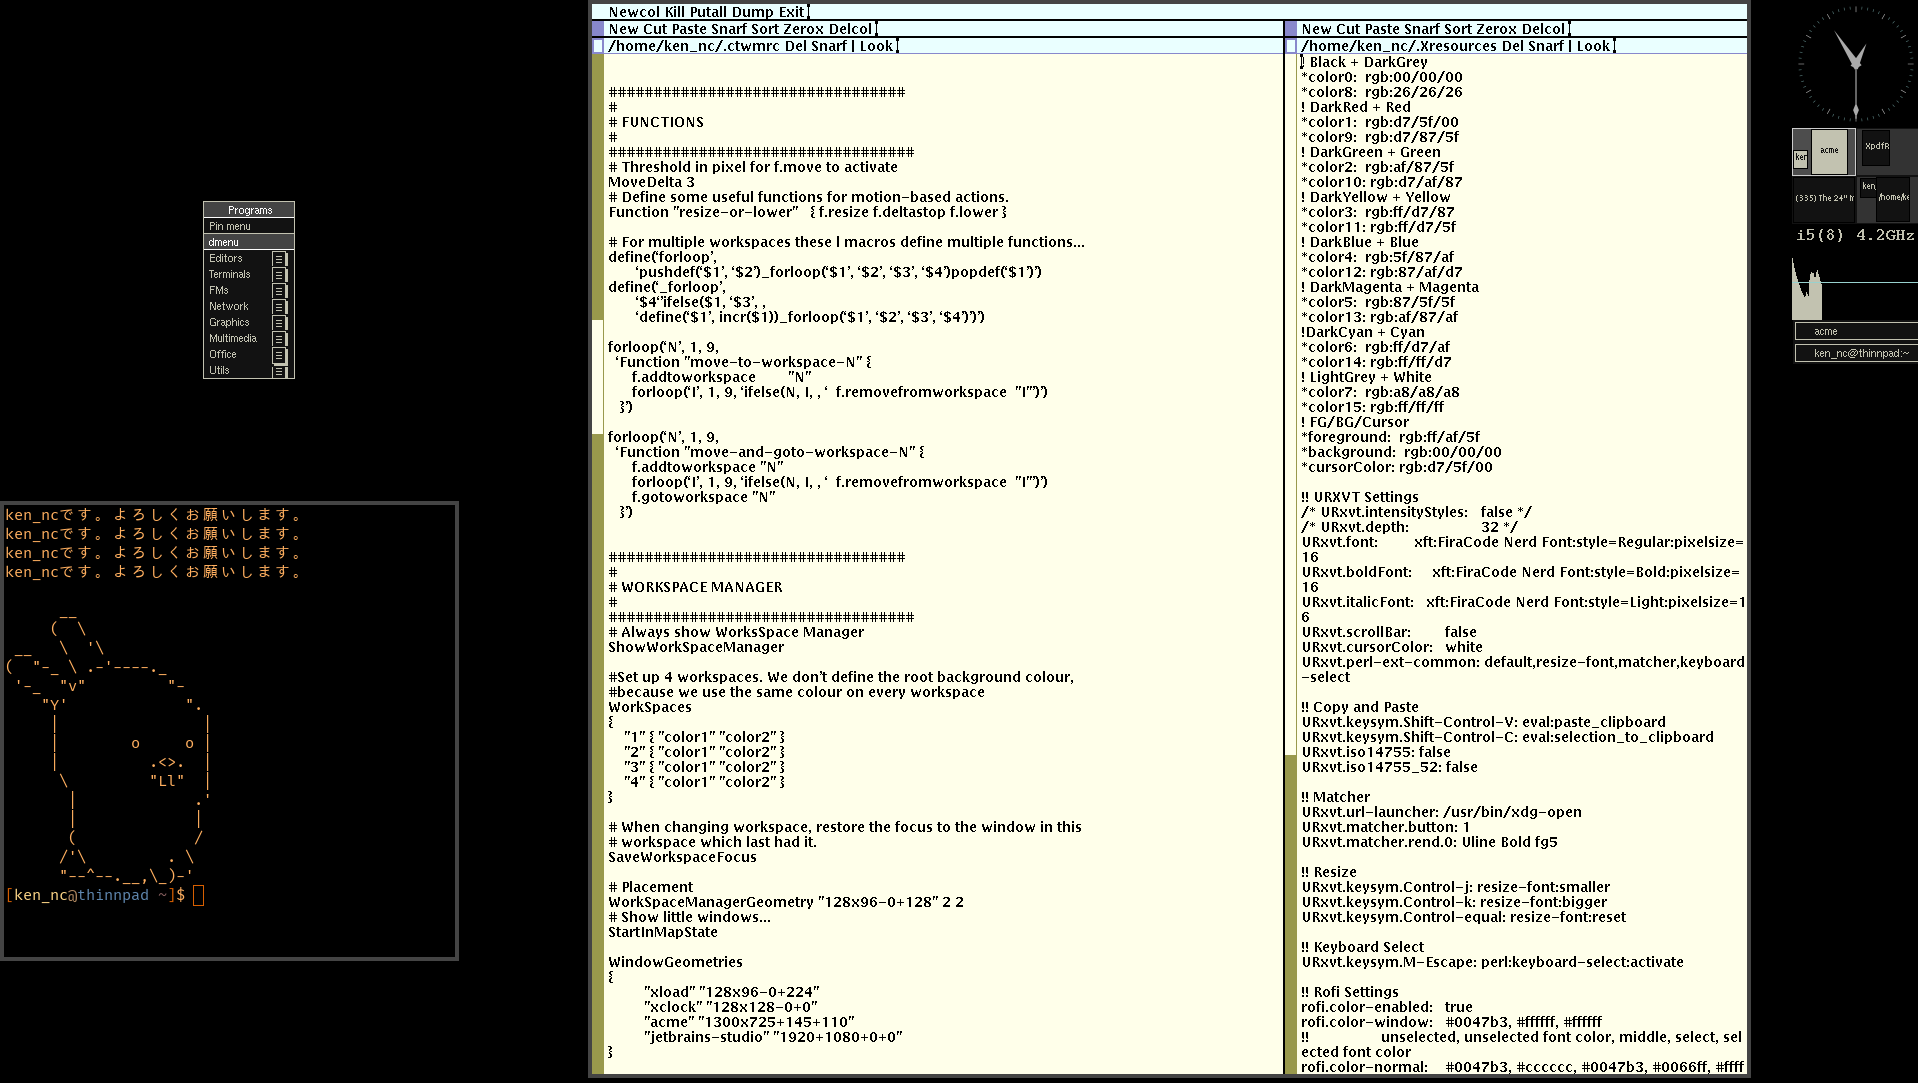 Newcol Kill Putall Dump Exit
New Cut Paste Snarf Sort Zerox Delcol
/home/ken_nc/.ctwmrc Del Snarf | Look
################################
#
# FUNCTIONS
#
#################################
# Threshold in pixel for f.move to activate
MoveDelta 3
# Define some useful functions for motion-based actions.
Function "resize-or-lower"   { f.resize f.deltastop f.lower }
# For multiple workspaces these l macros define multiple functions...
define(‘forloop’,
‘pushdef(‘$1’, ‘$2’)_forloop(‘$1’, ‘$2’, ‘$3’, ‘$4’)popdef(‘$1’)’)
define(‘_forloop’,
‘$4‘’ifelse($1, ‘$3’, ,
‘define(‘$1’, incr($1))_forloop(‘$1’, ‘$2’, ‘$3’, ‘$4’)’)’)
forloop(‘N’, 1, 9,
‘Function "move-to-workspace-N" {
f.addtoworkspace        "N"
forloop(‘I’, 1, 9, ‘ifelse(N, I, , ‘  f.removefromworkspace  "I"’)’)
}’)
forloop(‘N’, 1, 9,
‘Function "move-and-goto-workspace-N" {
f.addtoworkspace "N"
forloop(‘I’, 1, 9, ‘ifelse(N, I, , ‘  f.removefromworkspace  "I"’)’)
f.gotoworkspace "N"
}’)
################################
#
# WORKSPACE MANAGER
#
#################################
# Always show WorksSpace Manager
ShowWorkSpaceManager
#Set up 4 workspaces. We don’t define the root background colour,
#because we use the same colour on every workspace
WorkSpaces
{
"1" { "color1" "color2" }
"2" { "color1" "color2" }
"3" { "color1" "color2" }
"4" { "color1" "color2" }
}
# When changing workspace, restore the focus to the window in this
# workspace which last had it.
SaveWorkspaceFocus
# Placement
WorkSpaceManagerGeometry "128x96-0+128" 2 2
# Show little windows...
StartInMapState
WindowGeometries
{
"xload" "128x96-0+224"
"xclock" "128x128-0+0"
"acme" "1300x725+145+110"
"jetbrains-studio" "1920+1080+0+0"
}
New Cut Paste Snarf Sort Zerox Delcol
/home/ken_nc/.Xresources Del Snarf | Look
! Black + DarkGrey
*color0:  rgb:00/00/00
*color8:  rgb:26/26/26
! DarkRed + Red
*color1:  rgb:d7/5f/00
*color9:  rgb:d7/87/5f
! DarkGreen + Green
*color2:  rgb:af/87/5f
*color10: rgb:d7/af/87
! DarkYellow + Yellow
*color3:  rgb:ff/d7/87
*color11: rgb:ff/d7/5f
! DarkBlue + Blue
*color4:  rgb:5f/87/af
*color12: rgb:87/af/d7
! DarkMagenta + Magenta
*color5:  rgb:87/5f/5f
*color13: rgb:af/87/af
!DarkCyan + Cyan
*color6:  rgb:ff/d7/af
*color14: rgb:ff/ff/d7
! LightGrey + White
*color7:  rgb:a8/a8/a8
*color15: rgb:ff/ff/ff
! FG/BG/Cursor
*foreground:  rgb:ff/af/5f
*background:  rgb:00/00/00
*cursorColor: rgb:d7/5f/00
!! URXVT Settings
/* URxvt.intensityStyles:   false */
/* URxvt.depth:                  32 */
URxvt.font:         xft:FiraCode Nerd Font:style=Regular:pixelsize=
16
URxvt.boldFont:     xft:FiraCode Nerd Font:style=Bold:pixelsize=
16
URxvt.italicFont:   xft:FiraCode Nerd Font:style=Light:pixelsize=1
6
URxvt.scrollBar:        false
URxvt.cursorColor:   white
URxvt.perl-ext-common: default,resize-font,matcher,keyboard
-select
!! Copy and Paste
URxvt.keysym.Shift-Control-V: eval:paste_clipboard
URxvt.keysym.Shift-Control-C: eval:selection_to_clipboard
URxvt.iso14755: false
URxvt.iso14755_52: false
!! Matcher
URxvt.url-launcher: /usr/bin/xdg-open
URxvt.matcher.button: 1
URxvt.matcher.rend.0: Uline Bold fg5
!! Resize
URxvt.keysym.Control-j: resize-font:smaller
URxvt.keysym.Control-k: resize-font:bigger
URxvt.keysym.Control-equal: resize-font:reset
!! Keyboard Select
URxvt.keysym.M-Escape: perl:keyboard-select:activate
!! Rofi Settings
rofi.color-enabled:   true
rofi.color-window:   #0047b3, #ffffff, #ffffff
!!                 unselected, unselected font color, middle, select, sel
ected font color
rofi.color-normal:   #0047b3, #cccccc, #0047b3, #0066ff, #ffff
Programs
Pin menu
dmenu
Editors
Terminals
FMs
Network
Graphics
Multimedia
Office
Utils
ken_ncです。よろしくお願いします。
ken_ncです。よろしくお願いします。
ken_ncです。よろしくお願いします。
ken_ncです。よろしくお願いします。
[ken_nc@thinnpad ~]$
ken
acme
XpdfR
(335) The 24"
ken
/home/ke
i5(8) 4.2GHz
acme
ken_nc@thinnpad:~